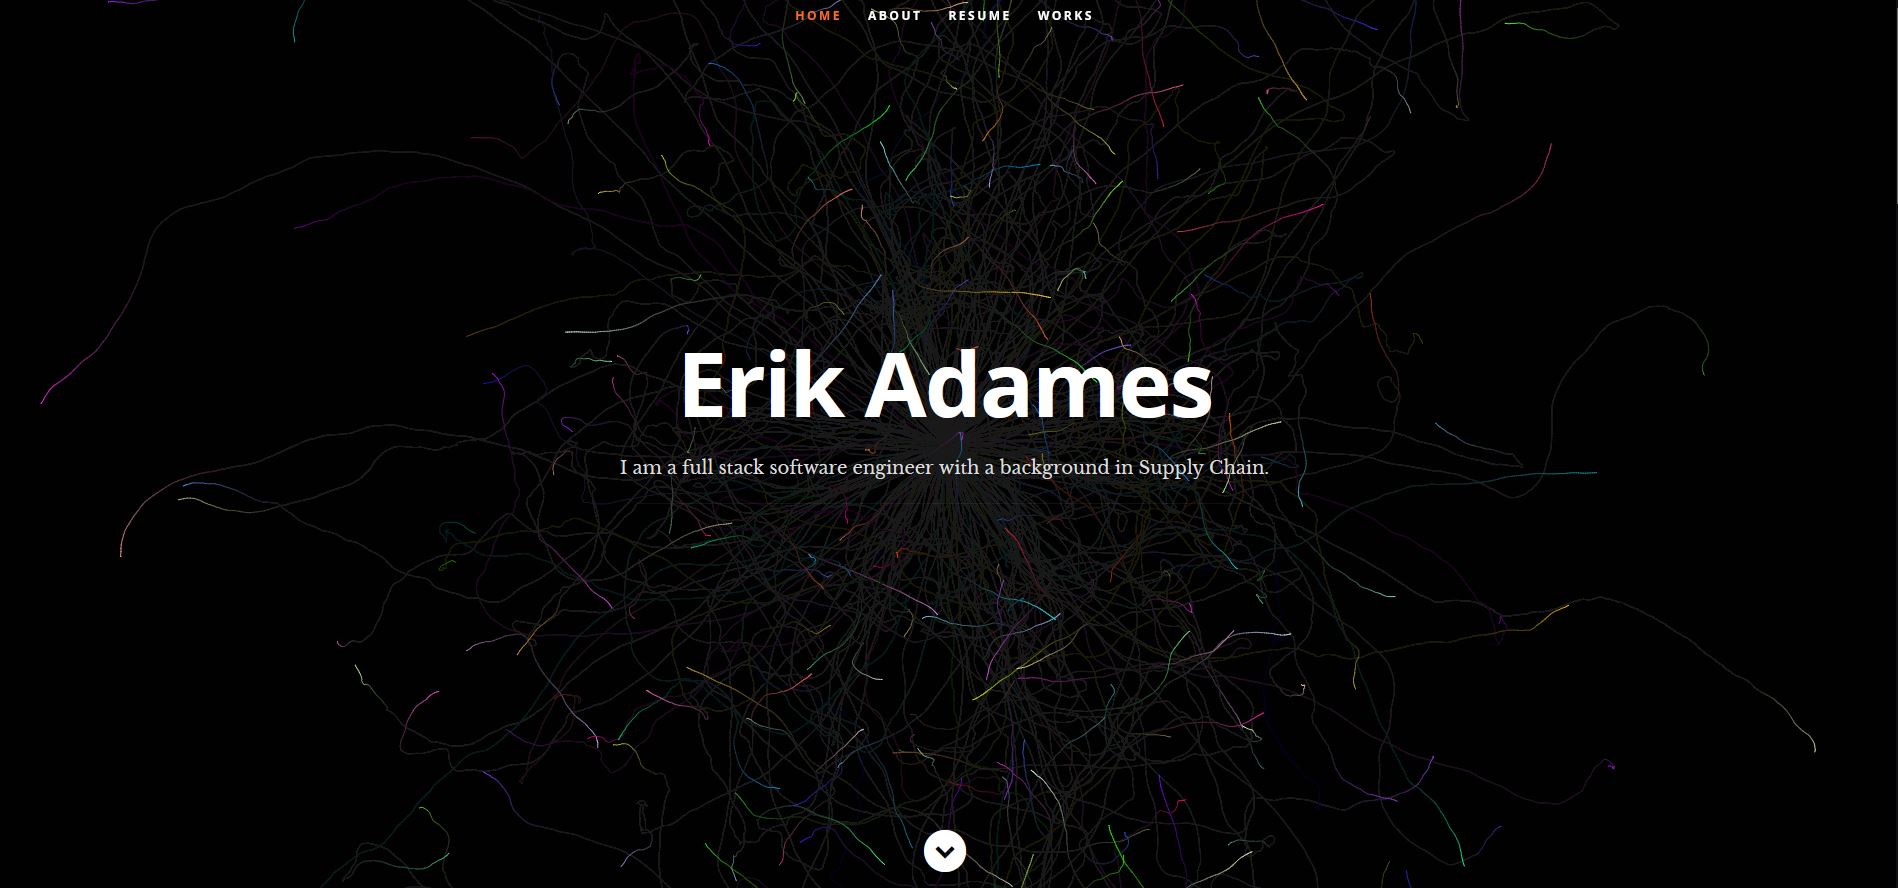 HOME ABOUT RESUME WORKS
Erik Adames
I am a full stack software engineer with a background in Supply Chain.